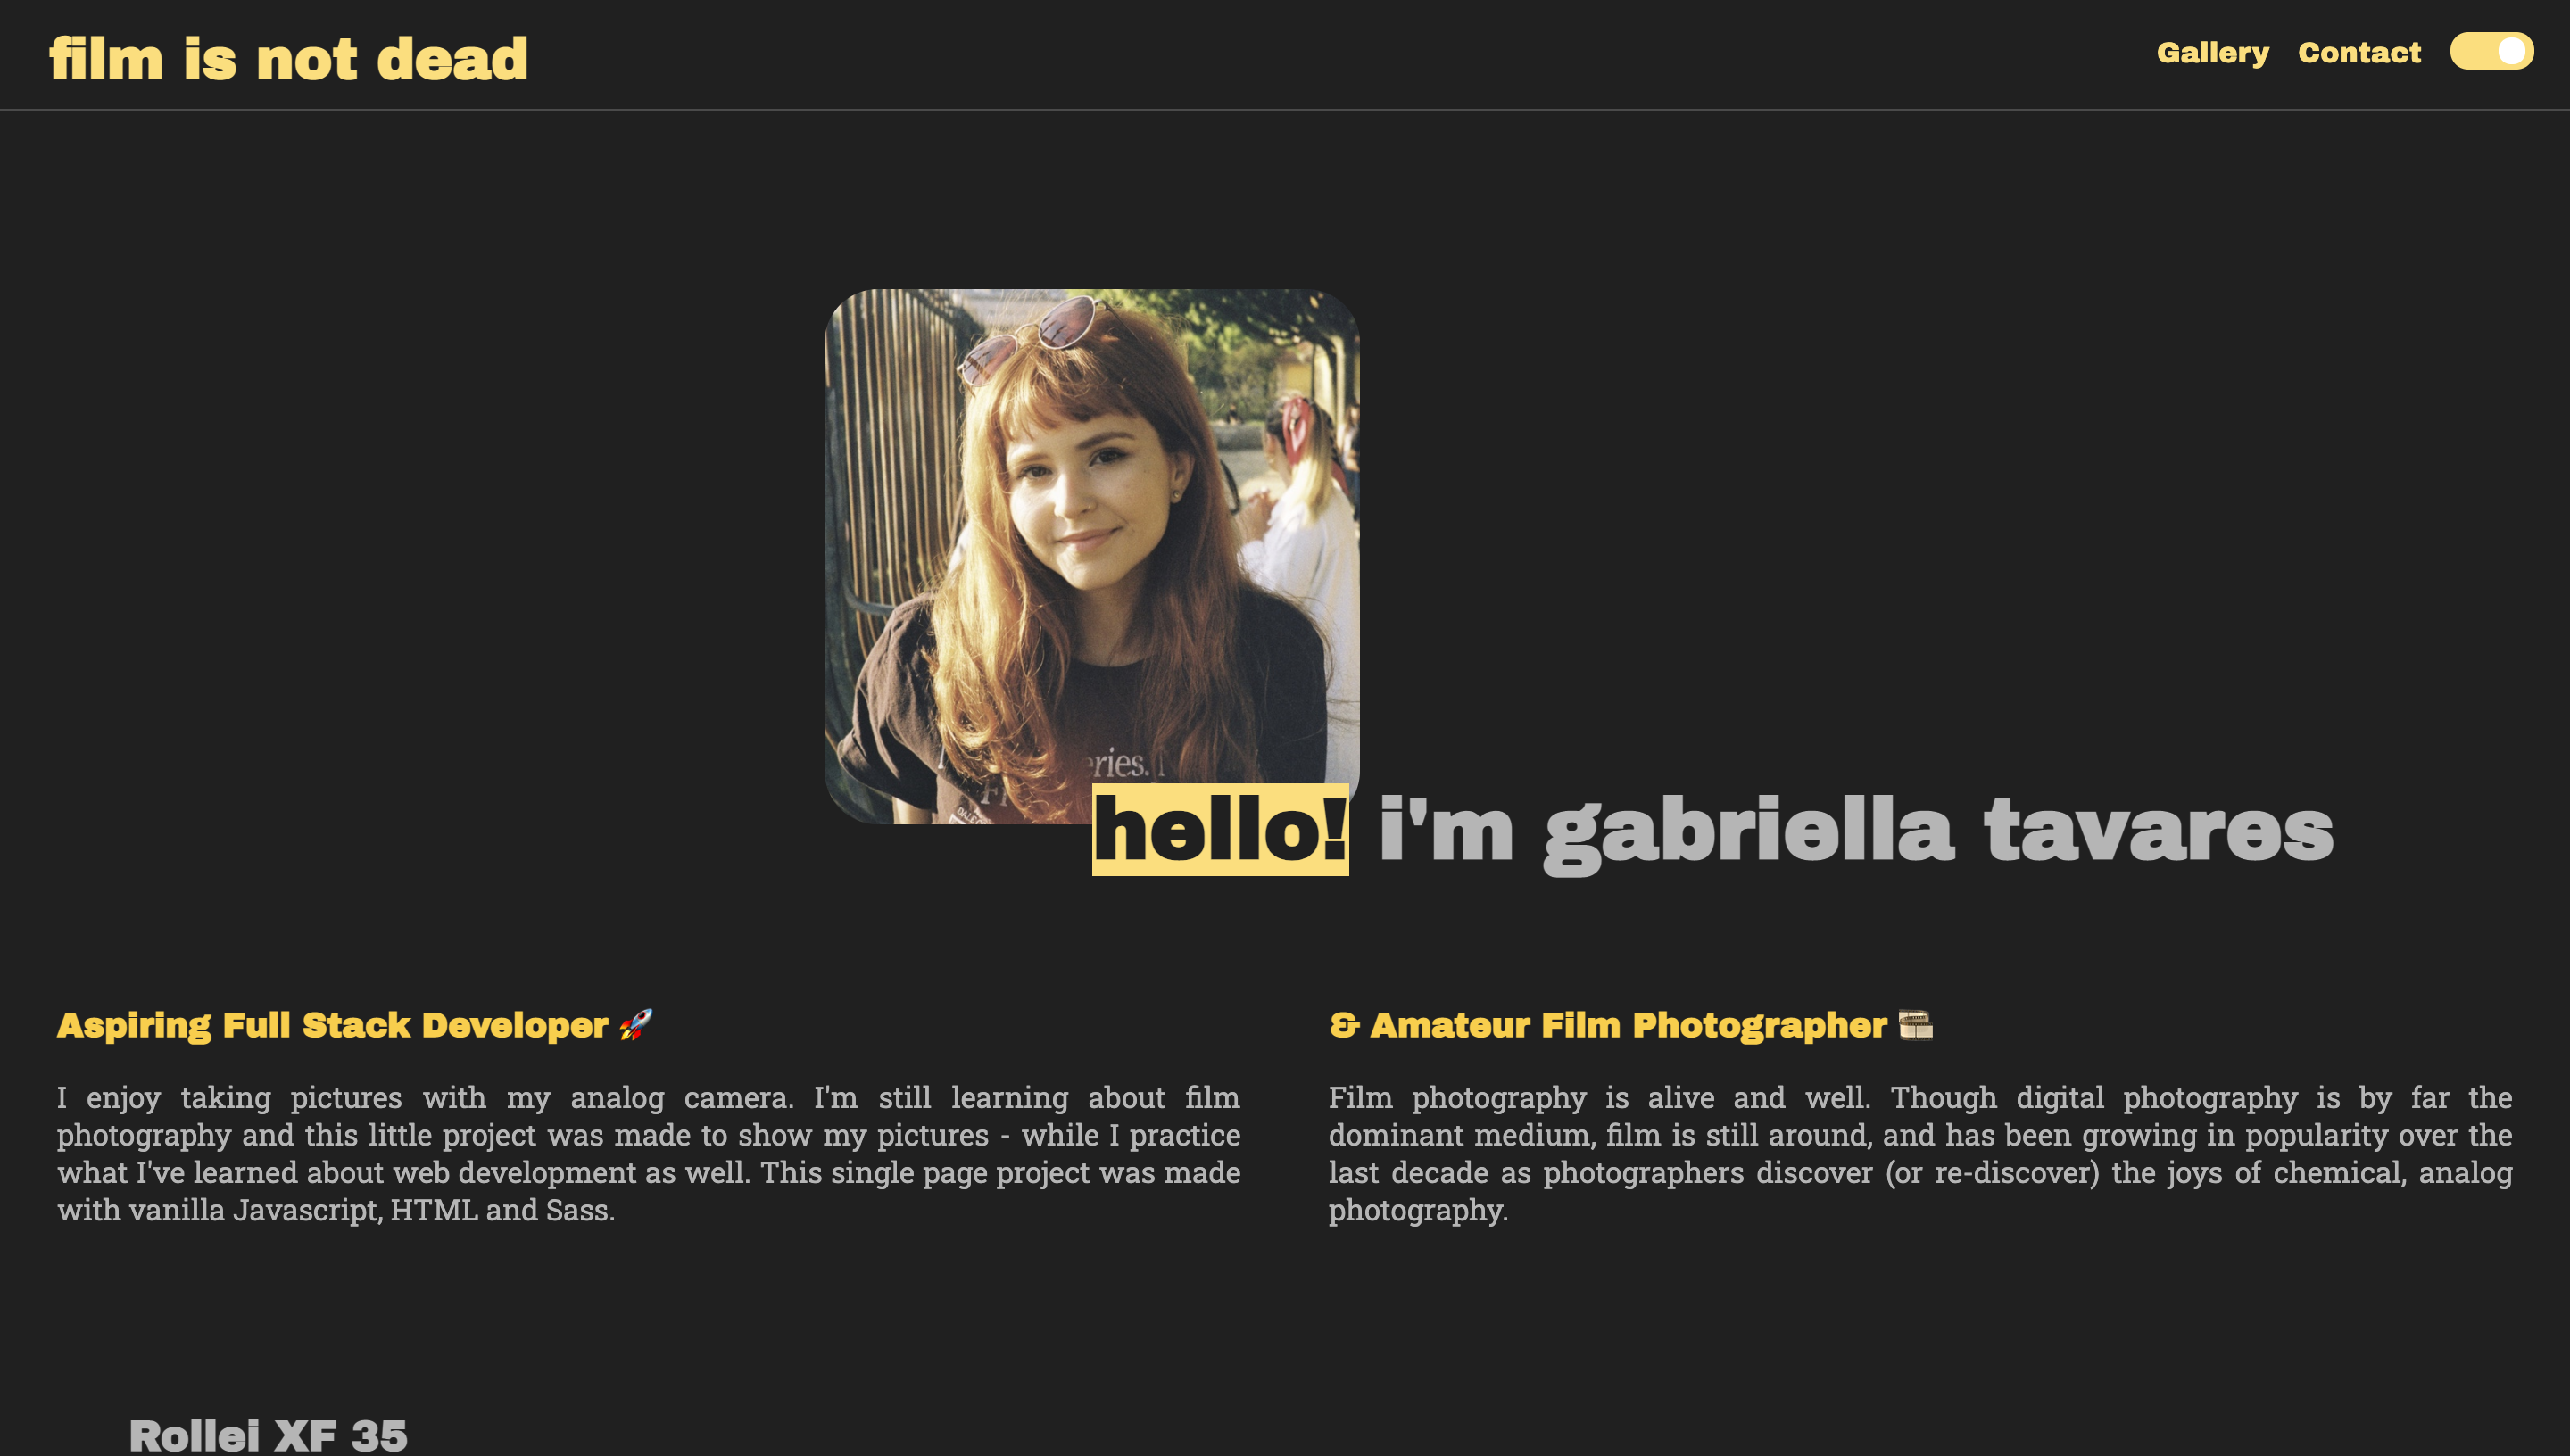 film is not dead
Gallery Contact
eries. I
hello! i'm gabriella tavares
Aspiring Full Stack Developer 🚀
I enjoy taking pictures with my analog camera. I'm still learning about film
photography and this little project was made to show my pictures - while I practice
what I've learned about web development as well. This single page project was made
with vanilla Javascript, HTML and Sass.
& Amateur Film Photographer 🎞
Film photography is alive and well. Though digital photography is by far the
dominant medium, film is still around, and has been growing in popularity over the
last decade as photographers discover (or re-discover) the joys of chemical, analog
photography.
Rollei XF 35